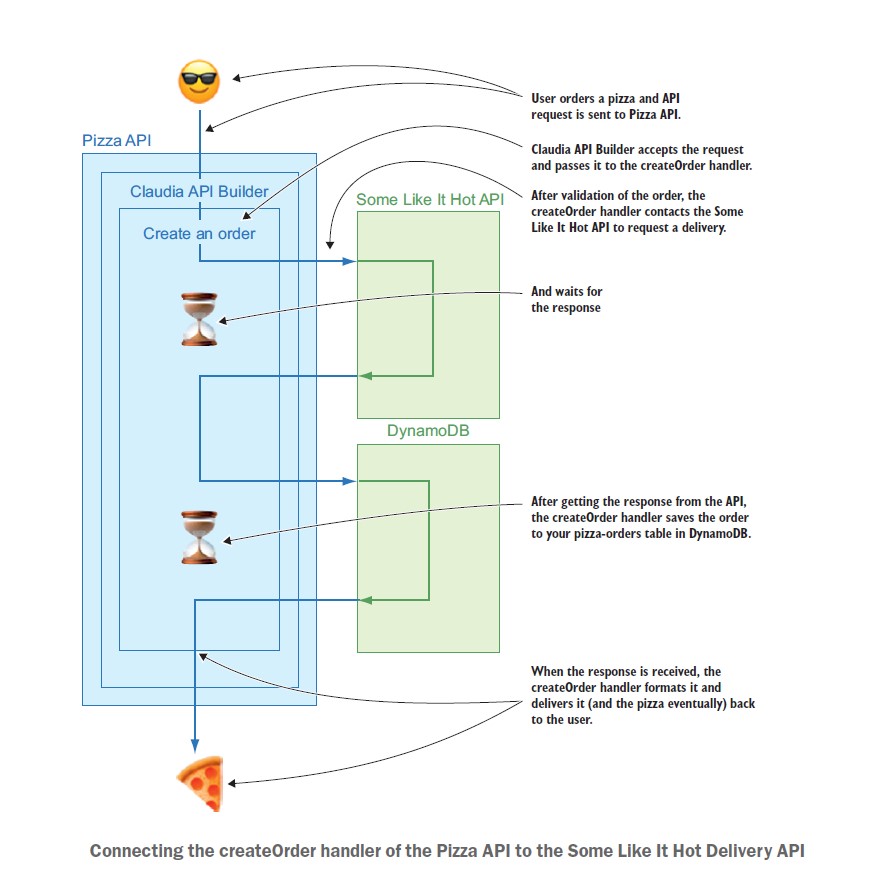 User orders a pizza and API
request is sent to Pizza API.
Pizza API
Claudia API Builder accepts the request
and passes it to the createOrder handler.
Claudia API Builder
Some Like It Hot API
After validation of the order, the
createOrder handler contacts the Some
Like It Hot API to request a delivery.
Create an order
And waits for
the response
DynamoDB
After getting the response from the API,
the createOrder handler saves the order
to your pizza-orders table in DynamoDB.
When the response is received, the
createOrder handler formats it and
delivers it (and the pizza eventually) back
to the user.
Connecting the createOrder handler of the Pizza API to the Some Like It Hot Delivery API